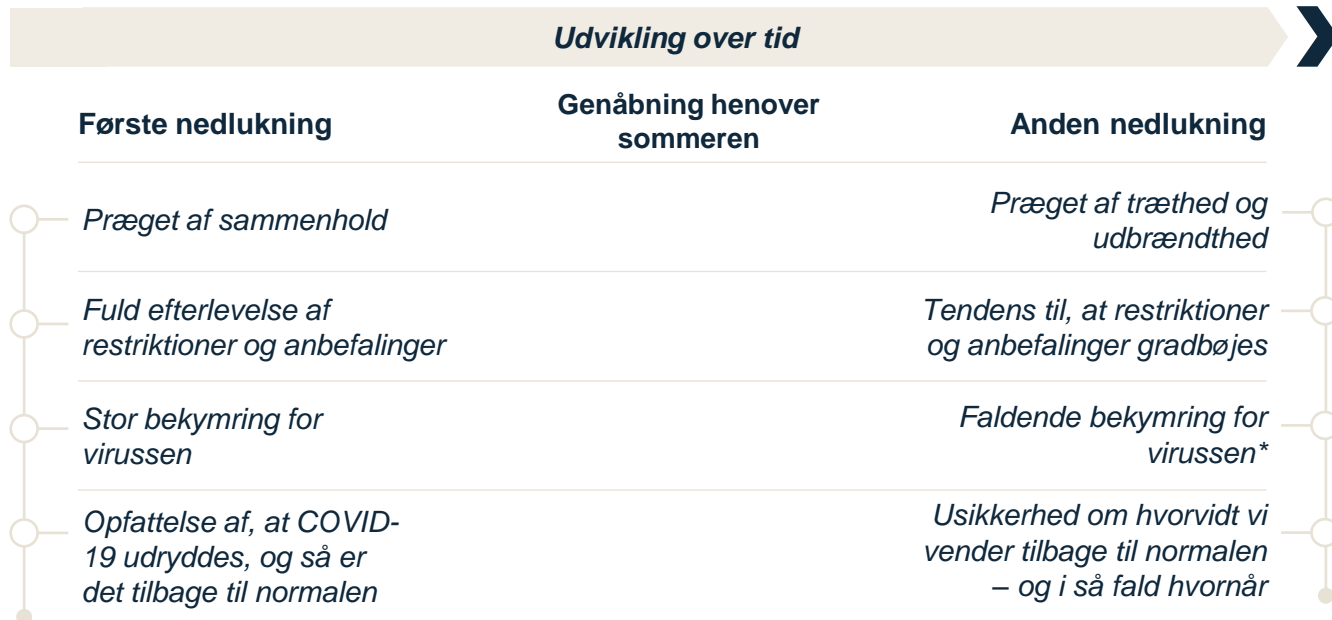 Udvikling over tid
Første nedlukning
Genåbning henover
sommeren
Anden nedlukning
Præget af sammenhold
Præget af træthed og
udbrændthed
Fuld efterlevelse af
restriktioner og anbefalinger
Tendens til, at restriktioner
og anbefalinger gradbøjes
Stor bekymring for
virussen
Faldende bekymring for
virussen*
Opfattelse af, at COVID-
19 udryddes, og så er
det tilbage til normalen
Usikkerhed om hvorvidt vi
vender tilbage til normalen
– og i så fald hvornår